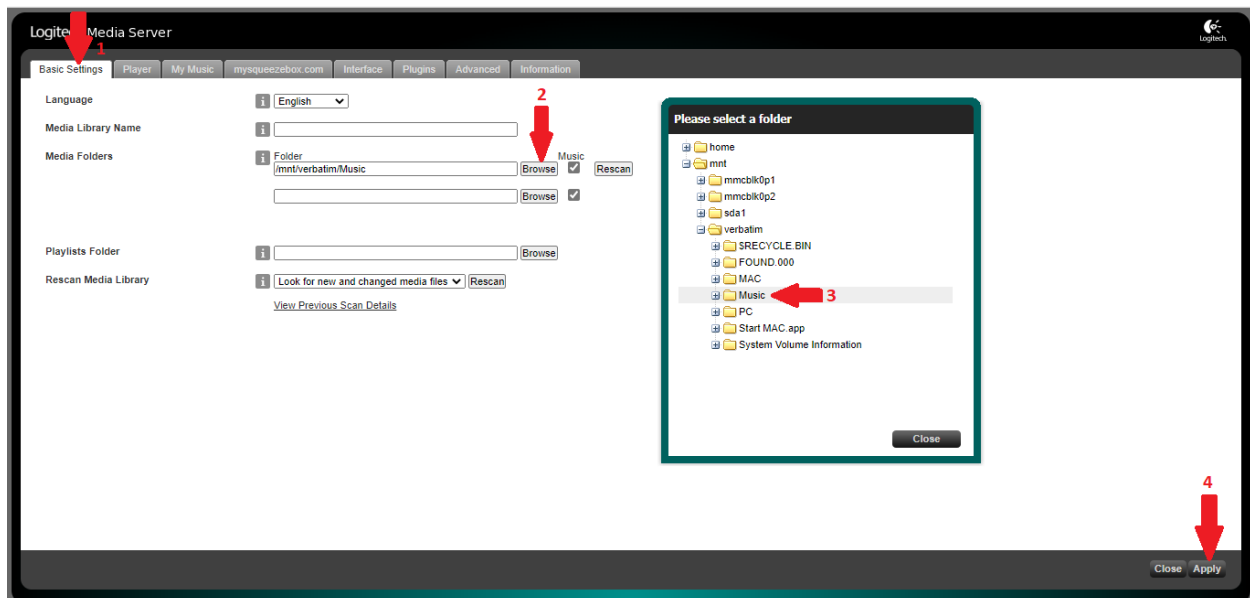 Logitec Media Server
Logitech
1
Basic Settings Player My Music mysqueezebox.com Interface Plugins Advanced Information
Language i English
Media Library Name i
2
Media Folders i Folder Music
/mnt/verbatim/Music Browse Rescan
Browse
Playlists Folder i Browse
Rescan Media Library i Look for new and changed media files Rescan
View Previous Scan Details
Please select a folder
home
mnt
mmcblk0p1
mmcblk0p2
sda1
verbatim
$RECYCLE.BIN
FOUND.000
MAC
Music 3
PC
Start MAC.app
System Volume Information
Close
4
Close Apply